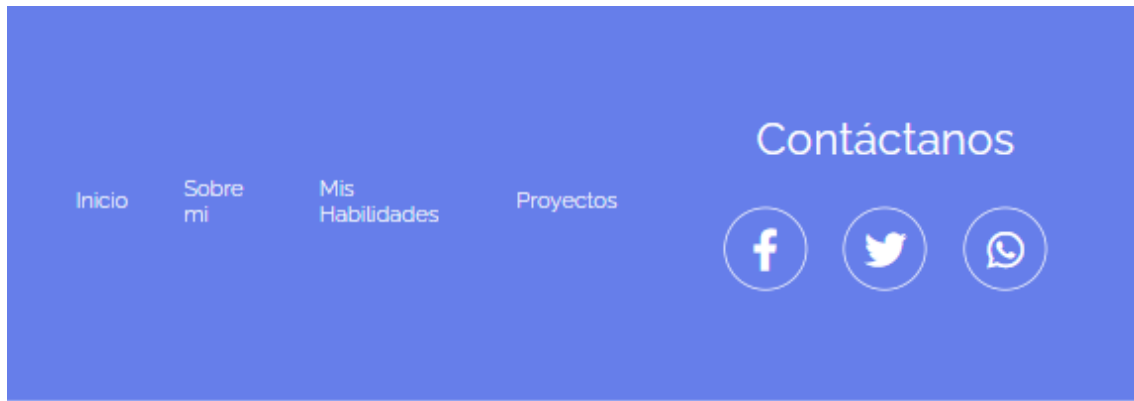 Inicio
Sobre
mi
Mis
Habilidades
Proyectos
Contáctanos